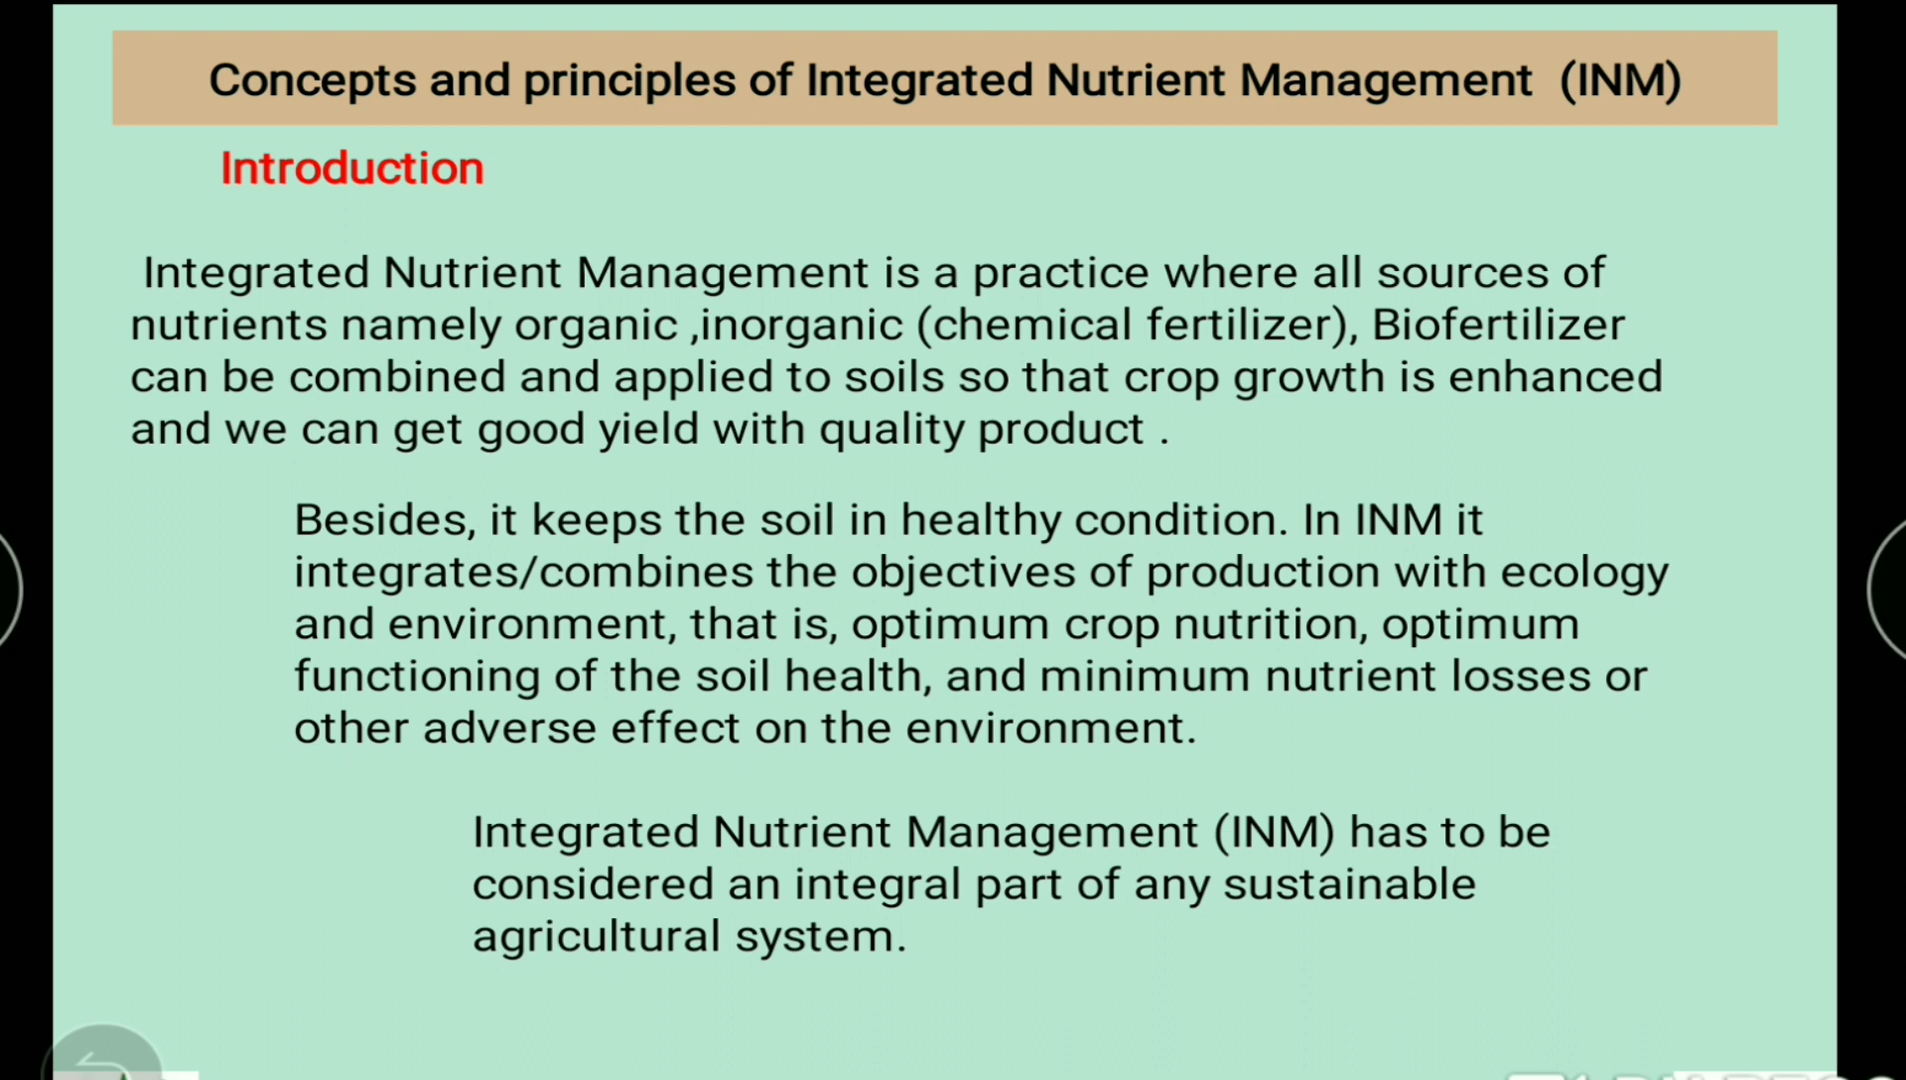 Concepts and principles of Integrated Nutrient Management (INM)
Introduction
Integrated Nutrient Management is a practice where all sources of
nutrients namely organic ,inorganic (chemical fertilizer), Biofertilizer
can be combined and applied to soils so that crop growth is enhanced
and we can get good yield with quality product .
Besides, it keeps the soil in healthy condition. In INM it
integrates/combines the objectives of production with ecology
and environment, that is, optimum crop nutrition, optimum
functioning of the soil health, and minimum nutrient losses or
other adverse effect on the environment.
Integrated Nutrient Management (INM) has to be
considered an integral part of any sustainable
agricultural system.